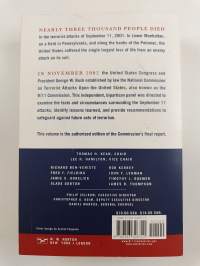 NEARLY THREE THOUSAND PEOPLE DIED
in the terrorist attacks of September 11, 2001. In Lower Manhattan,
on a field in Pennsylvania, and along the banks of the Potomac, the
United States suffered the single largest loss of life from an enemy
attack on its soil.
IN NOVEMBER 2002 the United States Congress and
President George W. Bush established by law the National Commission
on Terrorist Attacks Upon the United States, also known as the
9/11 Commission. This independent, bipartisan panel was directed to
examine the facts and circumstances surrounding the September 11
attacks, identify lessons learned, and provide recommendations to
safeguard against future acts of terrorism.
This volume is the authorized edition of the Commission's final report.
THOMAS H. KEAN, CHAIR
LEE H. HAMILTON, VICE CHAIR
RICHARD BEN-VENISTE
BOB KERREY
FRED F. FIELDING
JOHN F. LEHMAN
JAMIE S. GORELICK
TIMOTHY J. ROEMER
SLADE GORTON
JAMES R. THOMPSON
PHILIP ZELIKOW, EXECUTIVE DIRECTOR
CHRISTOPHER A. KOJM, DEPUTY EXECUTIVE DIRECTOR
DANIEL MARCUS, GENERAL COUNSEL
W. W. NORTON
NEW YORK • LONDON